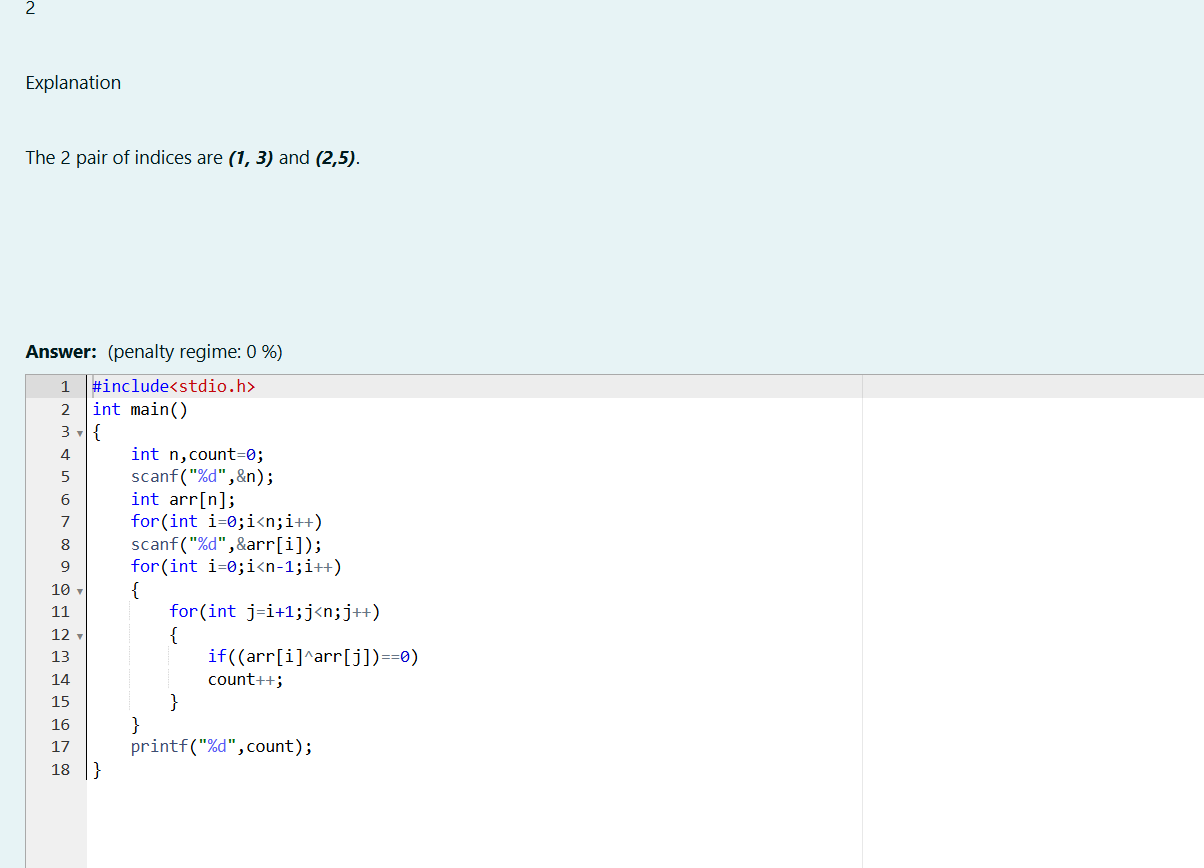 2
Explanation
The 2 pair of indices are (1, 3) and (2,5).
Answer: (penalty regime: 0 %)
1 #include<stdio.h>
2 int main()
3 {
4 int n,count=0;
5 scanf("%d",&n);
6 int arr[n];
7 for(int i=0;i<n;i++)
8 scanf("%d",&arr[i]);
9 for(int i=0;i<n-1;i++)
10 {
11 for(int j=i+1;j<n;j++)
12 {
13 if((arr[i]^arr[j])==0)
14 count++;
15 }
16 }
17 printf("%d",count);
18 }